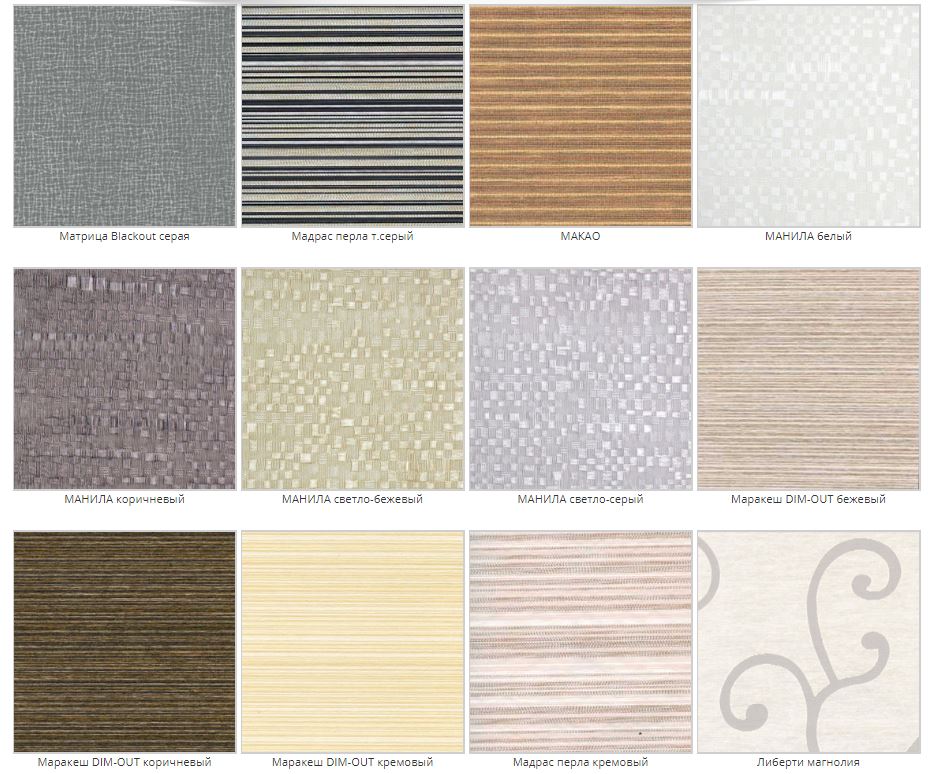 Матрица Blackout серая
Мадрас перла т.серый
МАКАО
МАНИЛА белый
МАНИЛА коричневый
МАНИЛА светло-бежевый
МАНИЛА светло-серый
Маракеш DIM-OUT бежевый
Маракеш DIM-OUT коричневый
Маракеш DIM-OUT кремовый
Мадрас перла кремовый
Либерти магнолия